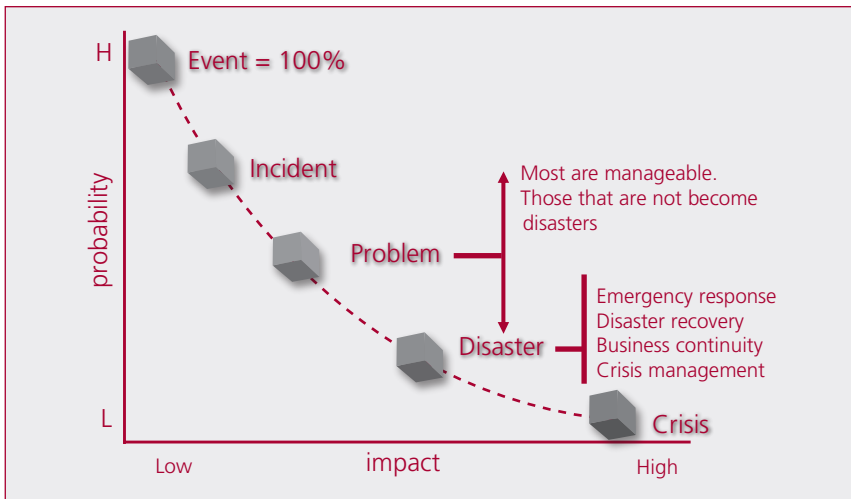 H
Event = 100%
Incident
Most are manageable.
Those that are not become
disasters
probability
Problem
Emergency response
Disaster recovery
Disaster
Business continuity
Crisis management
L
Crisis
Low
impact
High